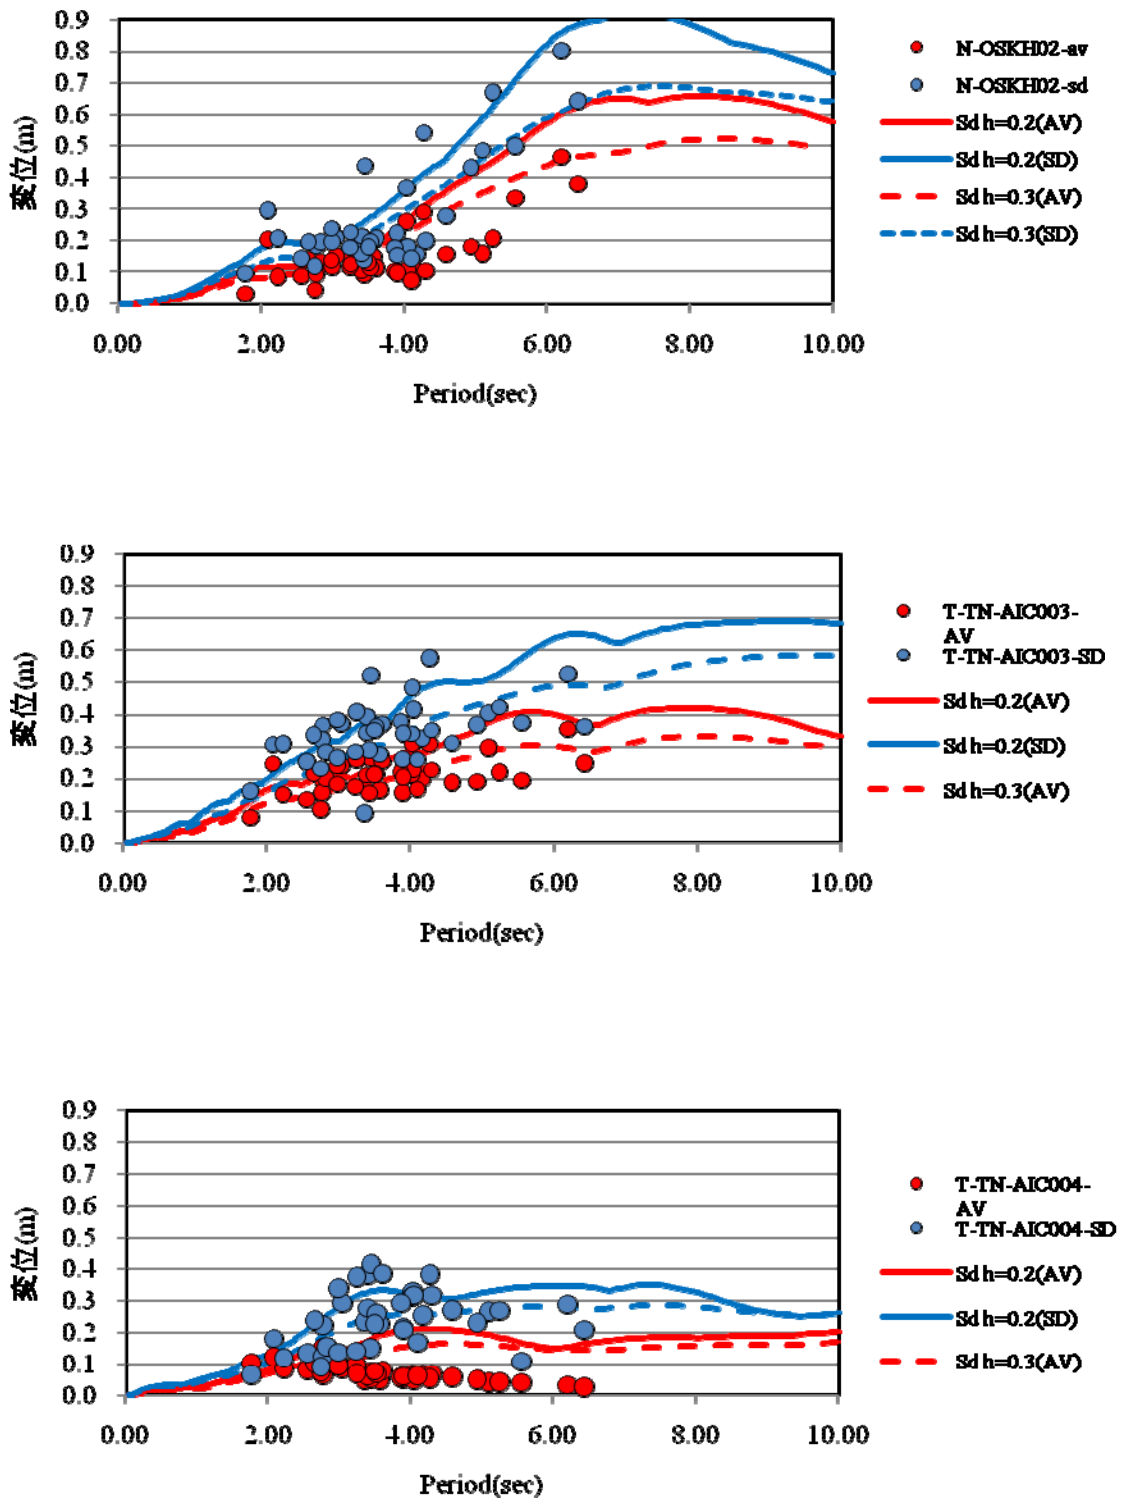 0.9
0.8
0.7
0.6
0.5
0.4
0.3
0.2
0.1
0.0
変位(m)
0.00 2.00 4.00 6.00 8.00 10.00
Period(sec)
N-OSKH02-av
N-OSKH02-sd
Sd h=0.2(AV)
Sd h=0.2(SD)
Sd h=0.3(AV)
Sd h=0.3(SD)
0.9
0.8
0.7
0.6
0.5
0.4
0.3
0.2
0.1
0.0
変位(m)
0.00 2.00 4.00 6.00 8.00 10.00
Period(sec)
T-TN-AIC003-
AV
T-TN-AIC003-SD
Sd h=0.2(AV)
Sd h=0.2(SD)
Sd h=0.3(AV)
0.9
0.8
0.7
0.6
0.5
0.4
0.3
0.2
0.1
0.0
変位(m)
0.00 2.00 4.00 6.00 8.00 10.00
Period(sec)
T-TN-AIC004-
AV
T-TN-AIC004-SD
Sd h=0.2(AV)
Sd h=0.2(SD)
Sd h=0.3(AV)